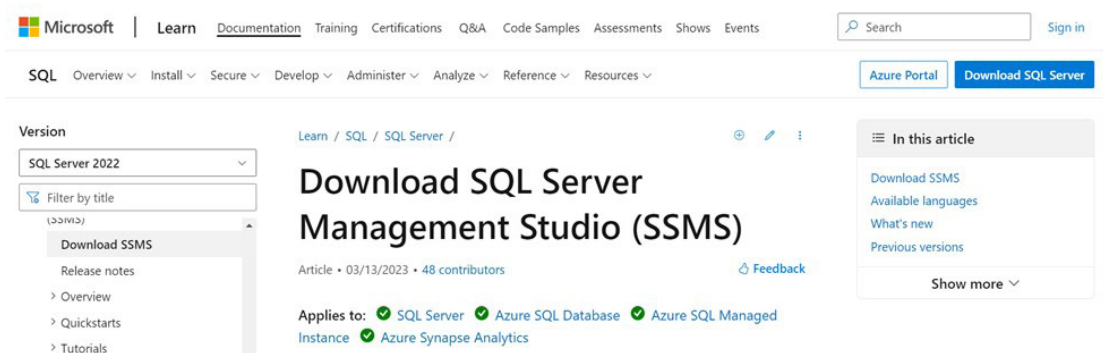 Microsoft Learn Documentation Training Certifications Q&A Code Samples Assessments Shows Events Search Sign in
SQL Overview Install Secure Develop Administer Analyze Reference Resources Azure Portal Download SQL Server
Version
SQL Server 2022
Filter by title
(SSMS)
Download SSMS
Release notes
Overview
Quickstarts
Tutorials
Learn / SQL / SQL Server /
Download SQL Server
Management Studio (SSMS)
Article • 03/13/2023 • 48 contributors
Feedback
Applies to: SQL Server Azure SQL Database Azure SQL Managed
Instance Azure Synapse Analytics
In this article
Download SSMS
Available languages
What's new
Previous versions
Show more